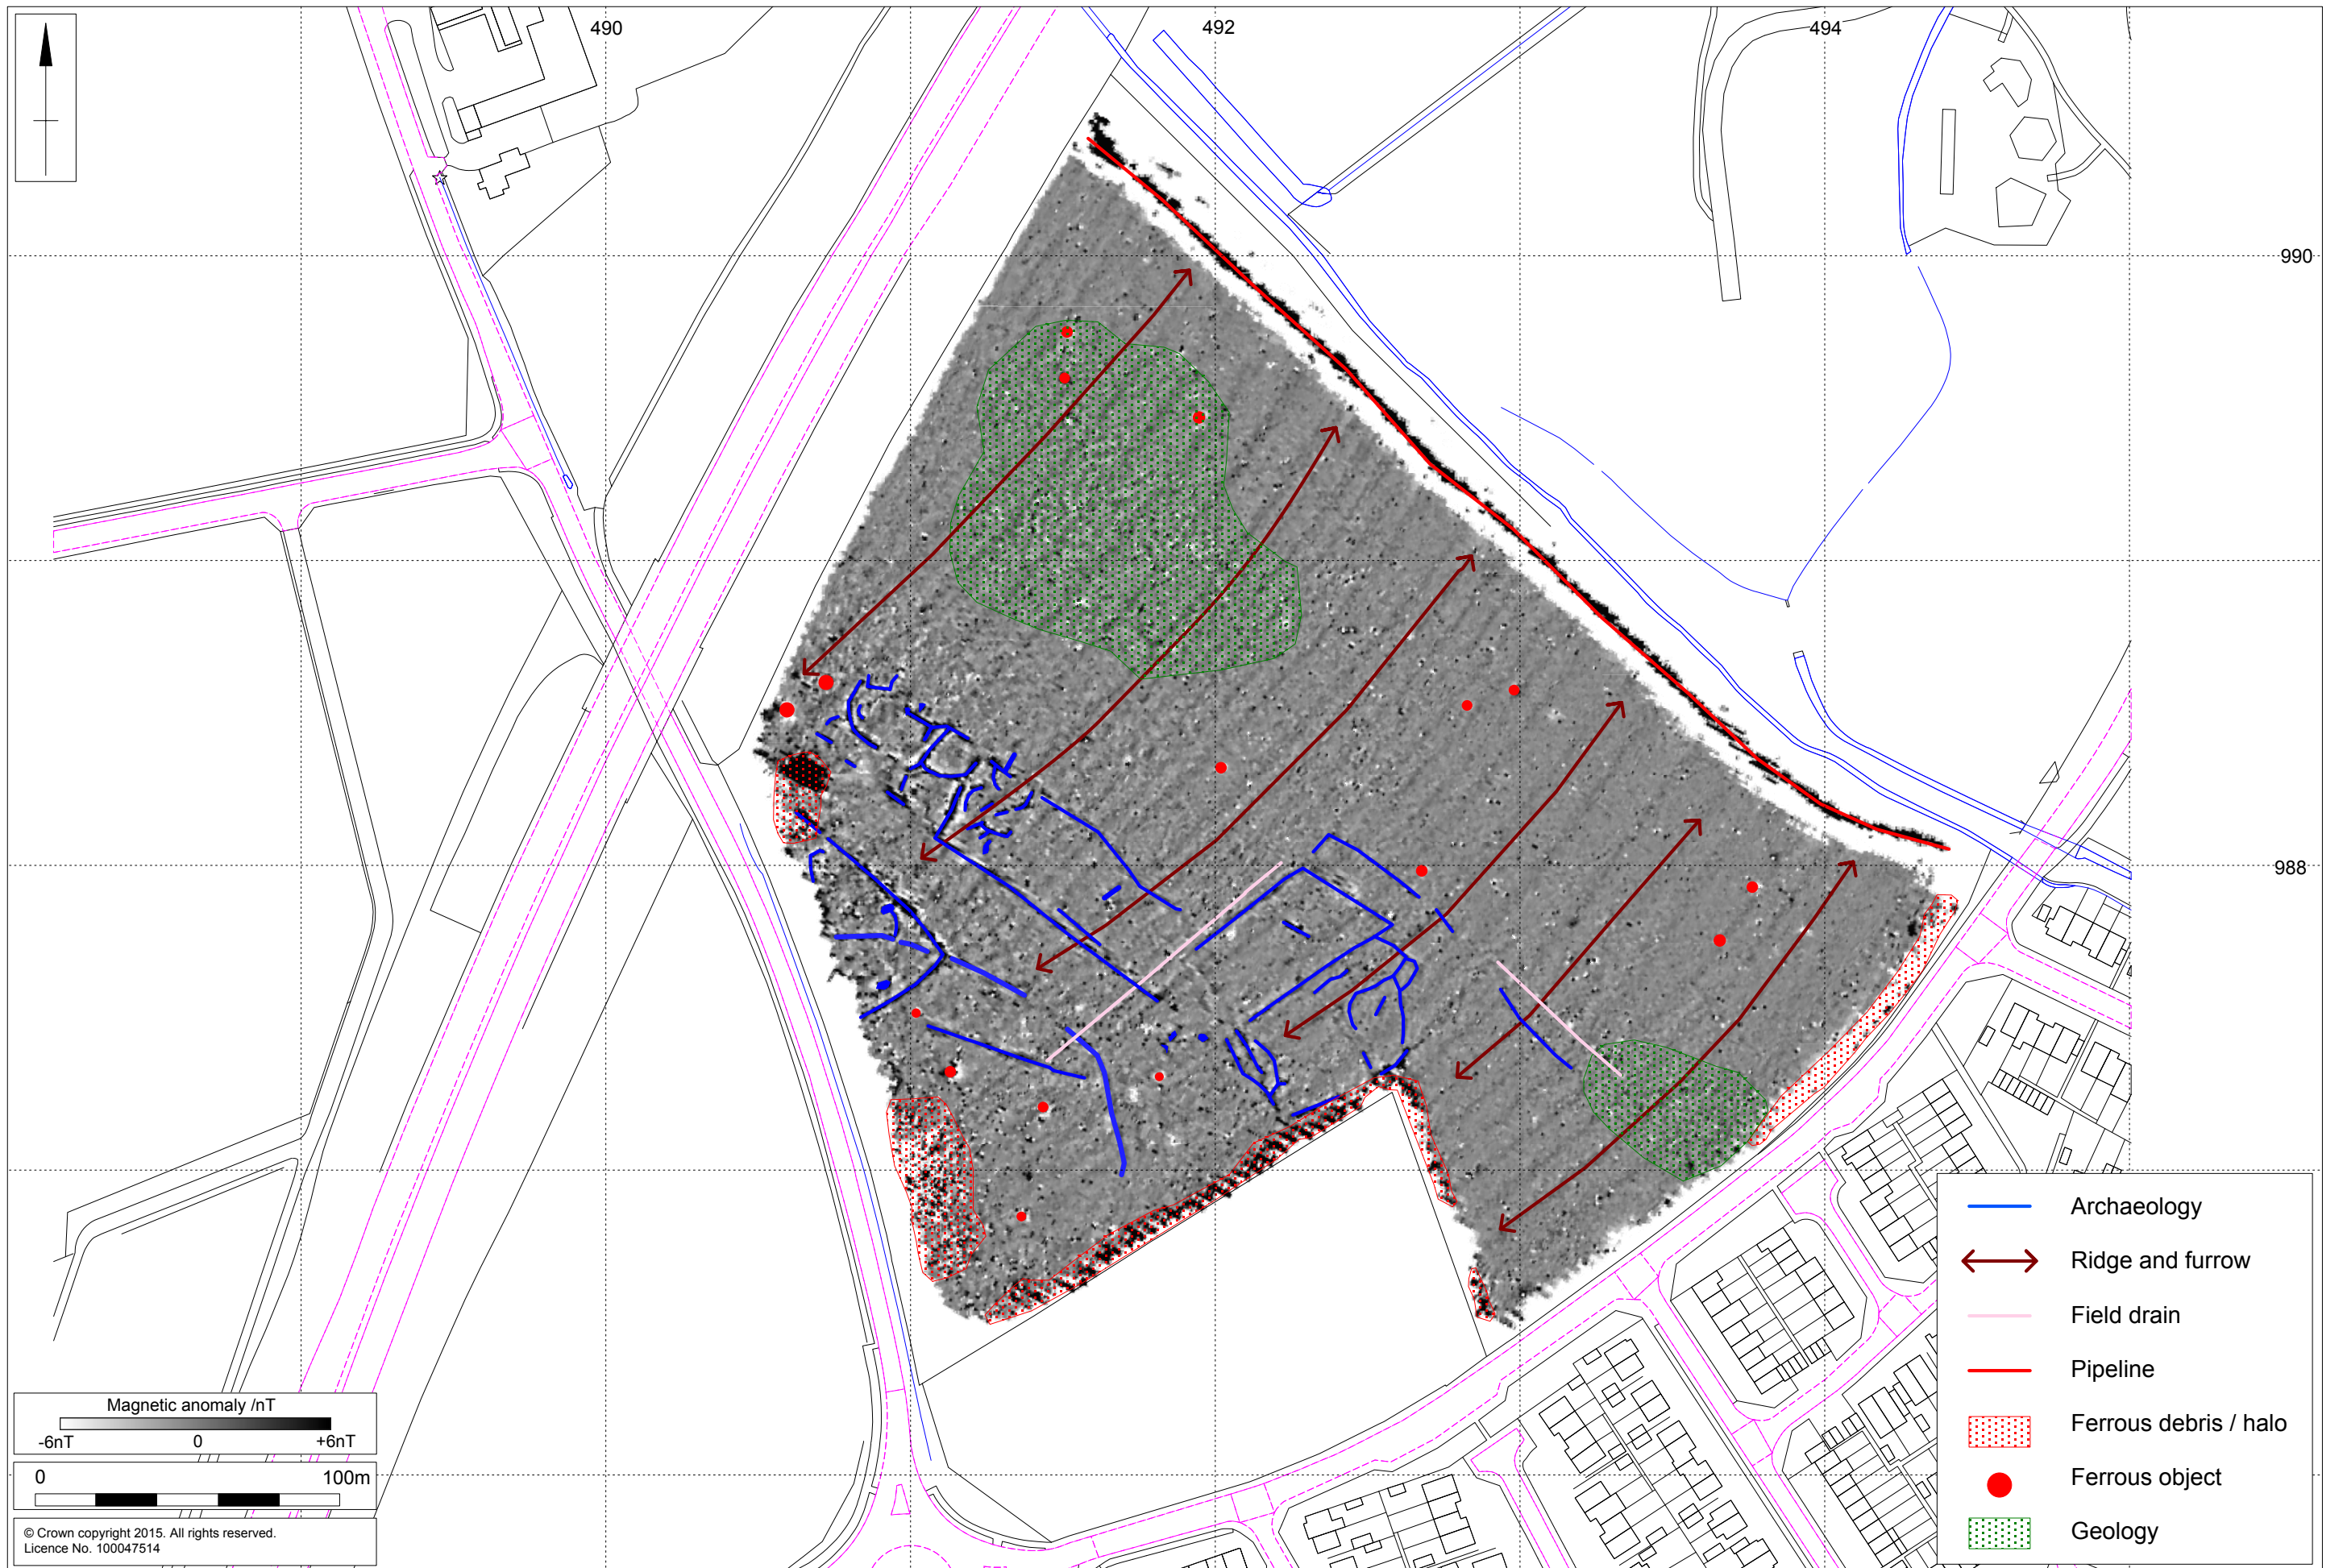 490
492
494
990
988
Magnetic anomaly /nT
-6nT 0 +6nT
0 100m
© Crown copyright 2015. All rights reserved.
Licence No. 100047514
Archaeology
Ridge and furrow
Field drain
Pipeline
Ferrous debris / halo
Ferrous object
Geology